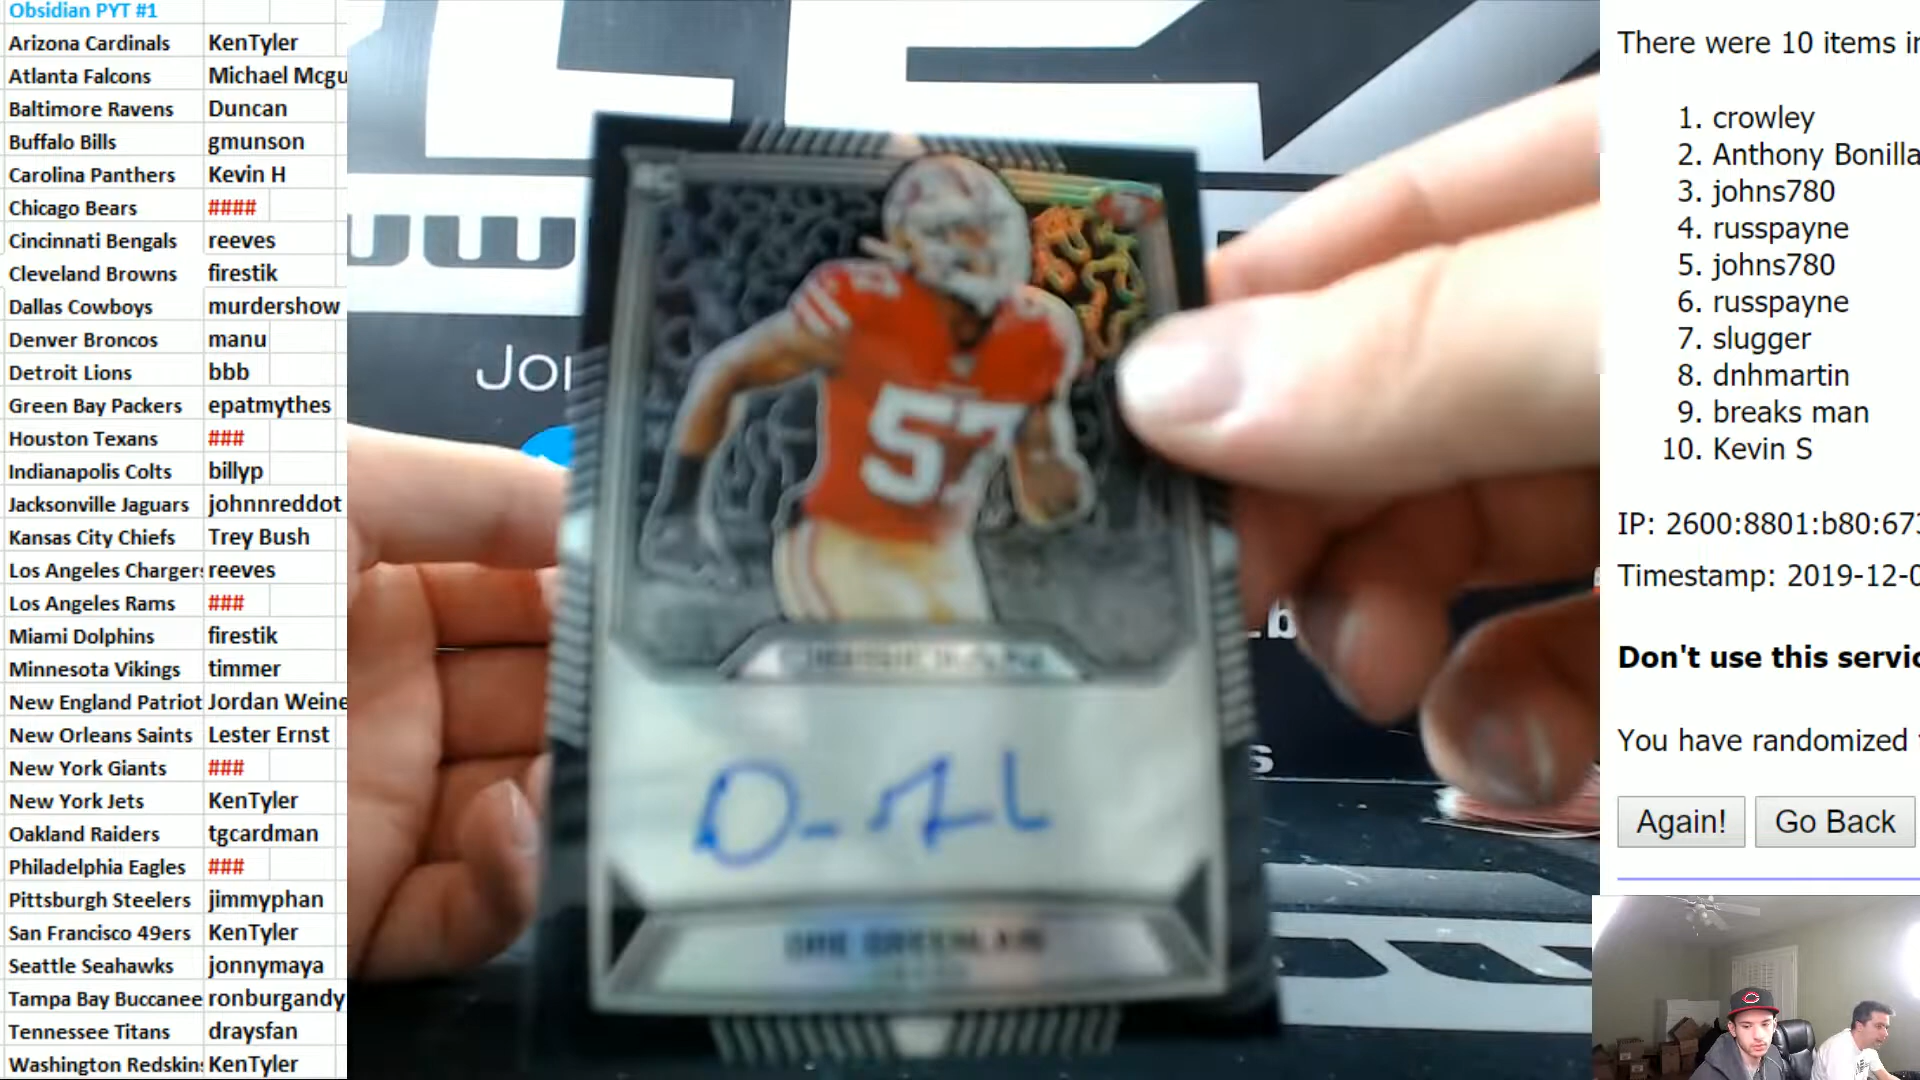 Obsidian PYT #1
Arizona Cardinals KenTyler
Atlanta Falcons Michael Mcgu
Baltimore Ravens Duncan
Buffalo Bills gmunson
Carolina Panthers Kevin H
Chicago Bears ####
Cincinnati Bengals reeves
Cleveland Browns firestik
Dallas Cowboys murdershow
Denver Broncos manu
Detroit Lions bbb
Green Bay Packers epatmythes
Houston Texans ###
Indianapolis Colts billyp
Jacksonville Jaguars johnnreddot
Kansas City Chiefs Trey Bush
Los Angeles Chargers reeves
Los Angeles Rams ###
Miami Dolphins firestik
Minnesota Vikings timmer
New England Patriot Jordan Weine
New Orleans Saints Lester Ernst
New York Giants ###
New York Jets KenTyler
Oakland Raiders tgcardman
Philadelphia Eagles ###
Pittsburgh Steelers jimmyphan
San Francisco 49ers KenTyler
Seattle Seahawks jonnymaya
Tampa Bay Buccanee ronburgandy
Tennessee Titans draysfan
Washington Redskins KenTyler
RC
57
DRE GREENLAW
There were 10 items in
1. crowley
2. Anthony Bonilla
3. johns780
4. russpayne
5. johns780
6. russpayne
7. slugger
8. dnhmartin
9. breaks man
10. Kevin S
IP: 2600:8801:b80:673
Timestamp: 2019-12-0
Don't use this servic
You have randomized
Again! Go Back